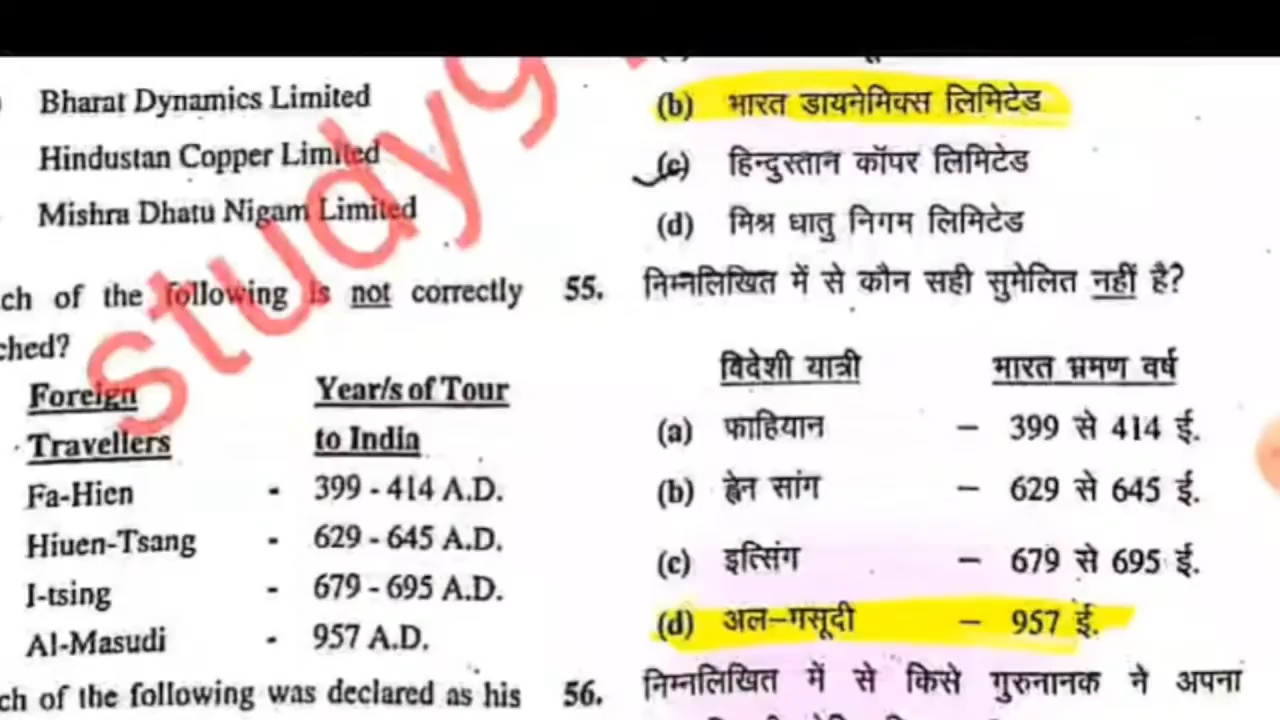 Bharat Dynamics Limited
Hindustan Copper Limited
Mishra Dhatu Nigam Limited
ch of the following is not correctly
ched?
Foreign Year/s of Tour
Travellers to India
Fa-Hien - 399 - 414 A.D.
Hiuen-Tsang - 629 - 645 A.D.
I-tsing - 679 - 695 A.D.
Al-Masudi - 957 A.D.
ch of the following was declared as his
(b) भारत डायनेमिक्स लिमिटेड
(c) हिन्दुस्तान कॉपर लिमिटेड
(d) मिश्र धातु निगम लिमिटेड
55. निम्नलिखित में से कौन सही सुमेलित नहीं है?
विदेशी यात्री भारत भ्रमण वर्ष
(a) फाहियान – 399 से 414 ई.
(b) ह्वेन सांग – 629 से 645 ई.
(c) इत्सिंग – 679 से 695 ई.
(d) अल-मसूदी – 957 ई.
56. निम्नलिखित में से किसे गुरुनानक ने अपना
study